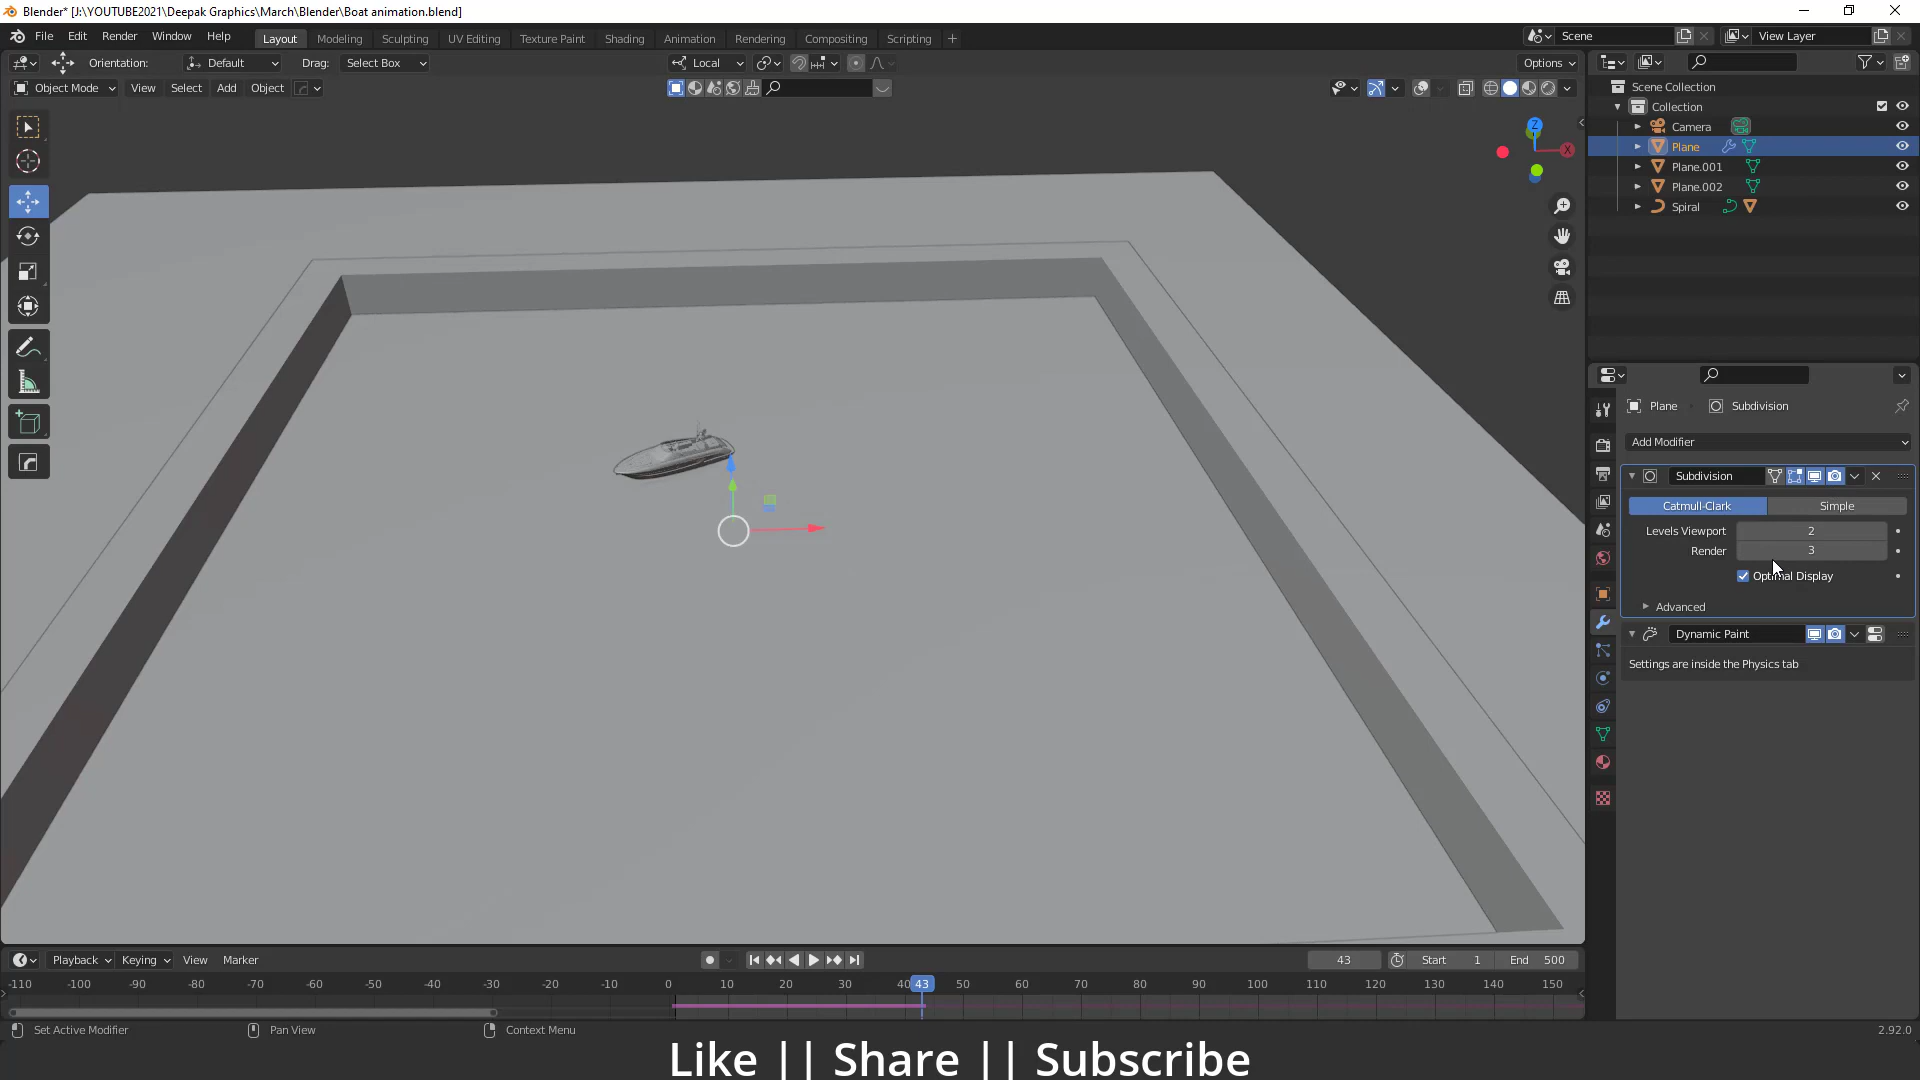 Blender* [J:\YOUTUBE2021\Deepak Graphics\March\Blender\Boat animation.blend]
File Edit Render Window Help Layout Modeling Sculpting UV Editing Texture Paint Shading Animation Rendering Compositing Scripting + Scene View Layer
Orientation: Default Drag: Select Box Local Options
Object Mode View Select Add Object
Scene Collection
Collection
Camera
Plane
Plane.001
Plane.002
Spiral
Z
X
Plane Subdivision
Add Modifier
Subdivision
Catmull-Clark Simple
Levels Viewport 2
Render 3
Optimal Display
Advanced
Dynamic Paint
Settings are inside the Physics tab
Playback Keying View Marker 43 Start 1 End 500
-110 -100 -90 -80 -70 -60 -50 -40 -30 -20 -10 0 10 20 30 40 43 50 60 70 80 90 100 110 120 130 140 150
Set Active Modifier Pan View Context Menu 2.92.0
Like || Share || Subscribe